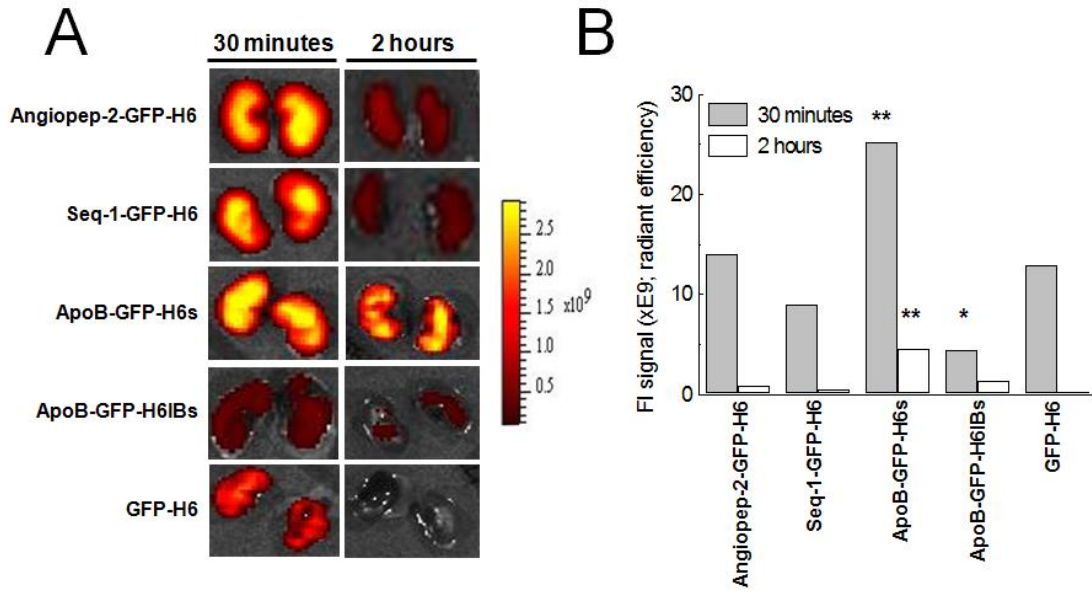 A
B
30 minutes 2 hours
Angiopep-2-GFP-H6
Seq-1-GFP-H6
ApoB-GFP-H6s
ApoB-GFP-H6IBs
GFP-H6
2.5
2.0
1.5
1.0
0.5
x10⁹
FI signal (xE9; radiant efficiency)
30
20
10
0
30 minutes
2 hours
**
**
*
Angiopep-2-GFP-H6
Seq-1-GFP-H6
ApoB-GFP-H6s
ApoB-GFP-H6IBs
GFP-H6